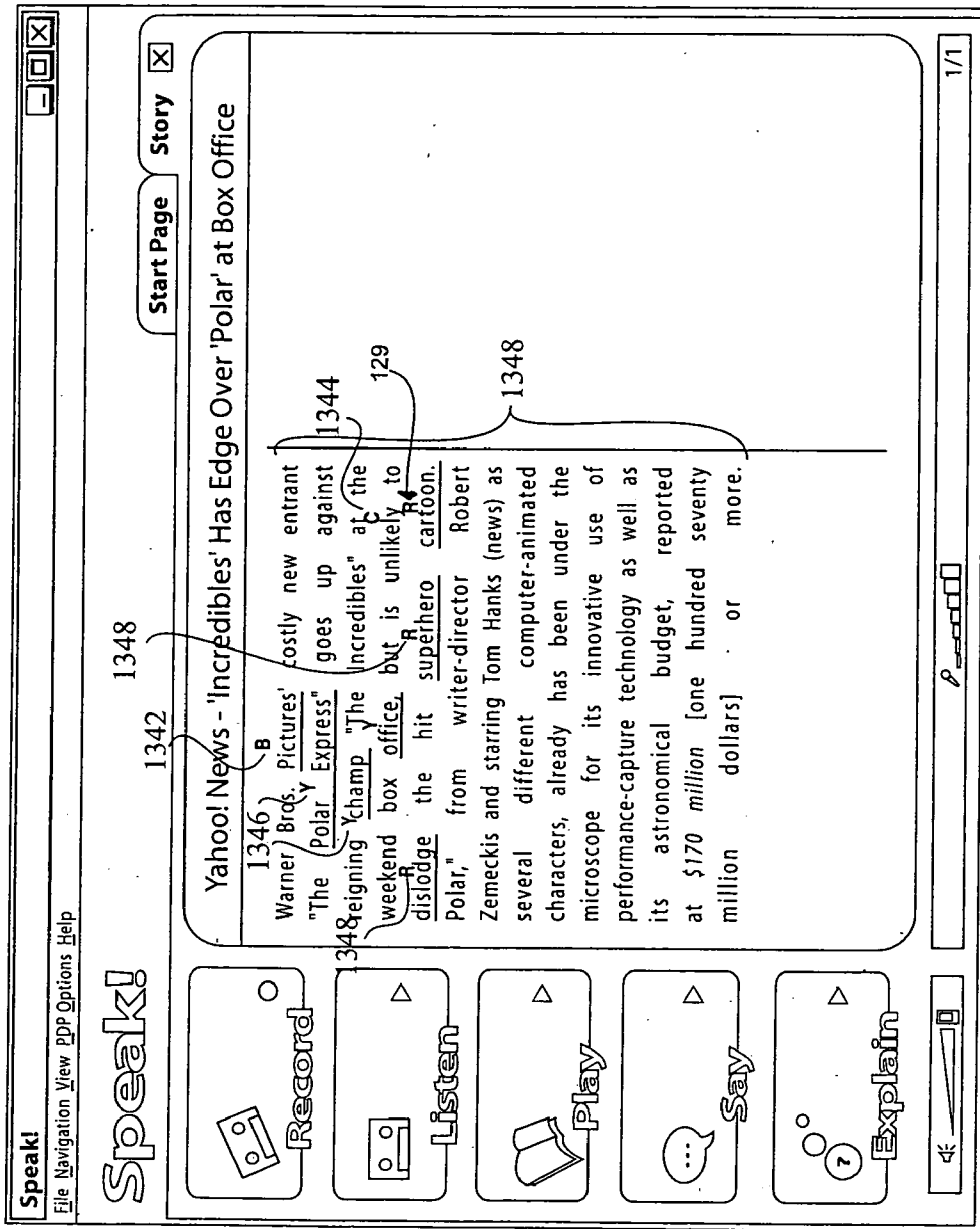 Speak!
File Navigation View PDP Options Help
Speak!
Start Page
Story
Record
Listen
Play
Say
Explain
?
Yahoo! News - 'Incredibles' Has Edge Over 'Polar' at Box Office
1342
1348
1346
1344
129
1348
1348
B
Warner Bros. Pictures' costly new entrant
Y
"The Polar Express" goes up against
Y
reigning champ "The Incredibles" at the
Y
C
weekend box office, but is unlikely to
R
R
R
dislodge the hit superhero cartoon.
Polar," from writer-director Robert
Zemeckis and starring Tom Hanks (news) as
several different computer-animated
characters, already has been under the
microscope for its innovative use of
performance-capture technology as well as
its astronomical budget, reported
at $170 million [one hundred seventy
million dollars] or more.
1/1